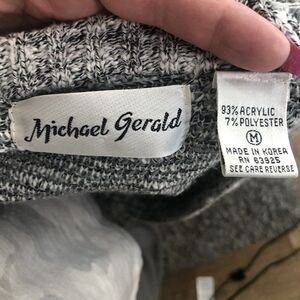 Michael Gerald
93% ACRYLIC
7% POLYESTER
M
MADE IN KOREA
RN 63925
SEE CARE REVERSE